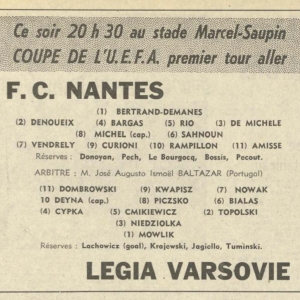 Ce soir 20 h 30 au stade Marcel-Saupin
COUPE DE L'U.E.F.A. premier tour aller
F. C. NANTES
(1) BERTRAND-DEMANES
(2) DENOUEIX (4) BARGAS (5) RIO (3) DE MICHELE
(8) MICHEL (cap.) (6) SAHNOUN
(7) VENDRELY (9) CURIONI (10) RAMPILLON (11) AMISSE
Réserves : Donoyan, Pech, Le Bourgocq, Bossis, Pecout.
ARBITRE : M. José Augusto Ismaël BALTAZAR (Portugal)
(11) DOMBROWSKI (9) KWAPISZ (7) NOWAK
10) DEYNA (cap.) (8) PICZSKO (6) BIALAS
(4) CYPKA (5) CMIKIEWICZ (2) TOPOLSKI
(3) NIEDZIOLKA
(1) MOWLIK
Réserves : Lachowicz (goal), Krajewski, Jagiello, Tuminski.
LEGIA VARSOVIE